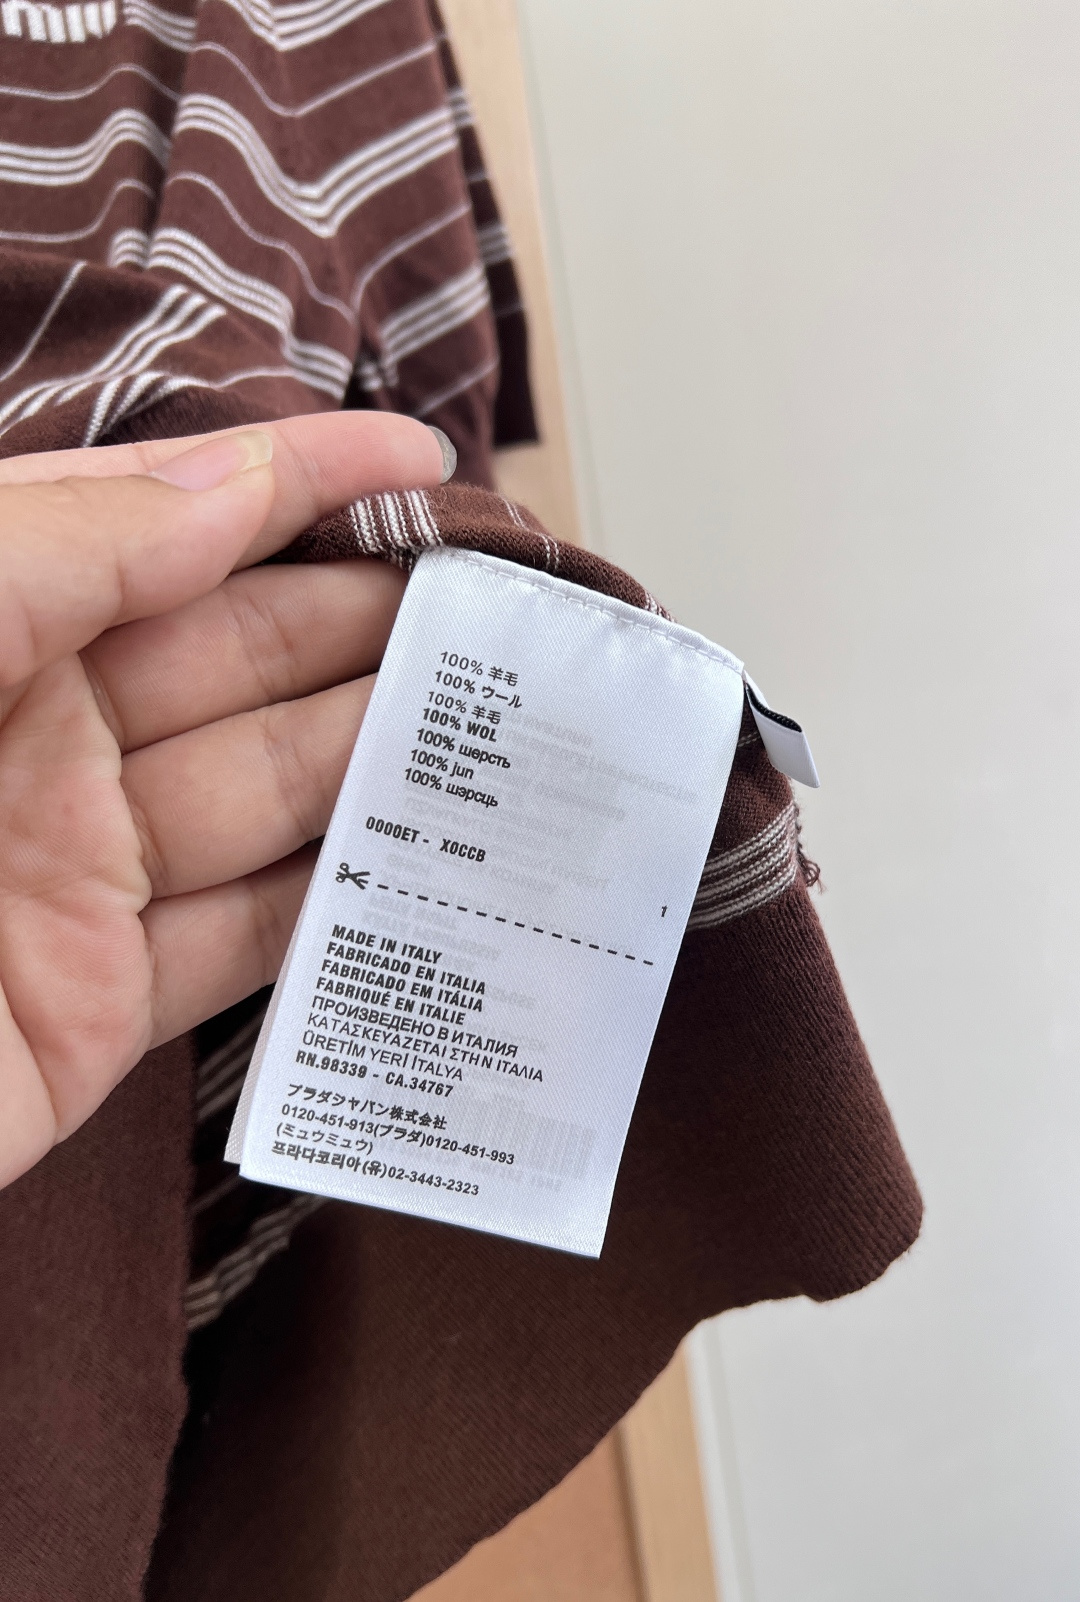 miu
100% 羊毛
100% ウール
100% 羊毛
100% WOL
100% шерсть
100% jun
100% шэрсць
0000ET - X0CCB
1
MADE IN ITALY
FABRICADO EN ITALIA
FABRICADO EM ITÁLIA
FABRIQUÉ EN ITALIE
ПРОИЗВЕДЕНО В ИТАЛИЯ
ΚΑΤΑΣΚΕΥΑΖΕΤΑΙ ΣΤΗΝ ΙΤΑΛΙΑ
ÜRETİM YERİ İTALYA
RN.98339 - CA.34767
プラダジャパン株式会社
0120-451-913(プラダ)0120-451-993
(ミュウミュウ)
프라다코리아(유)02-3443-2323